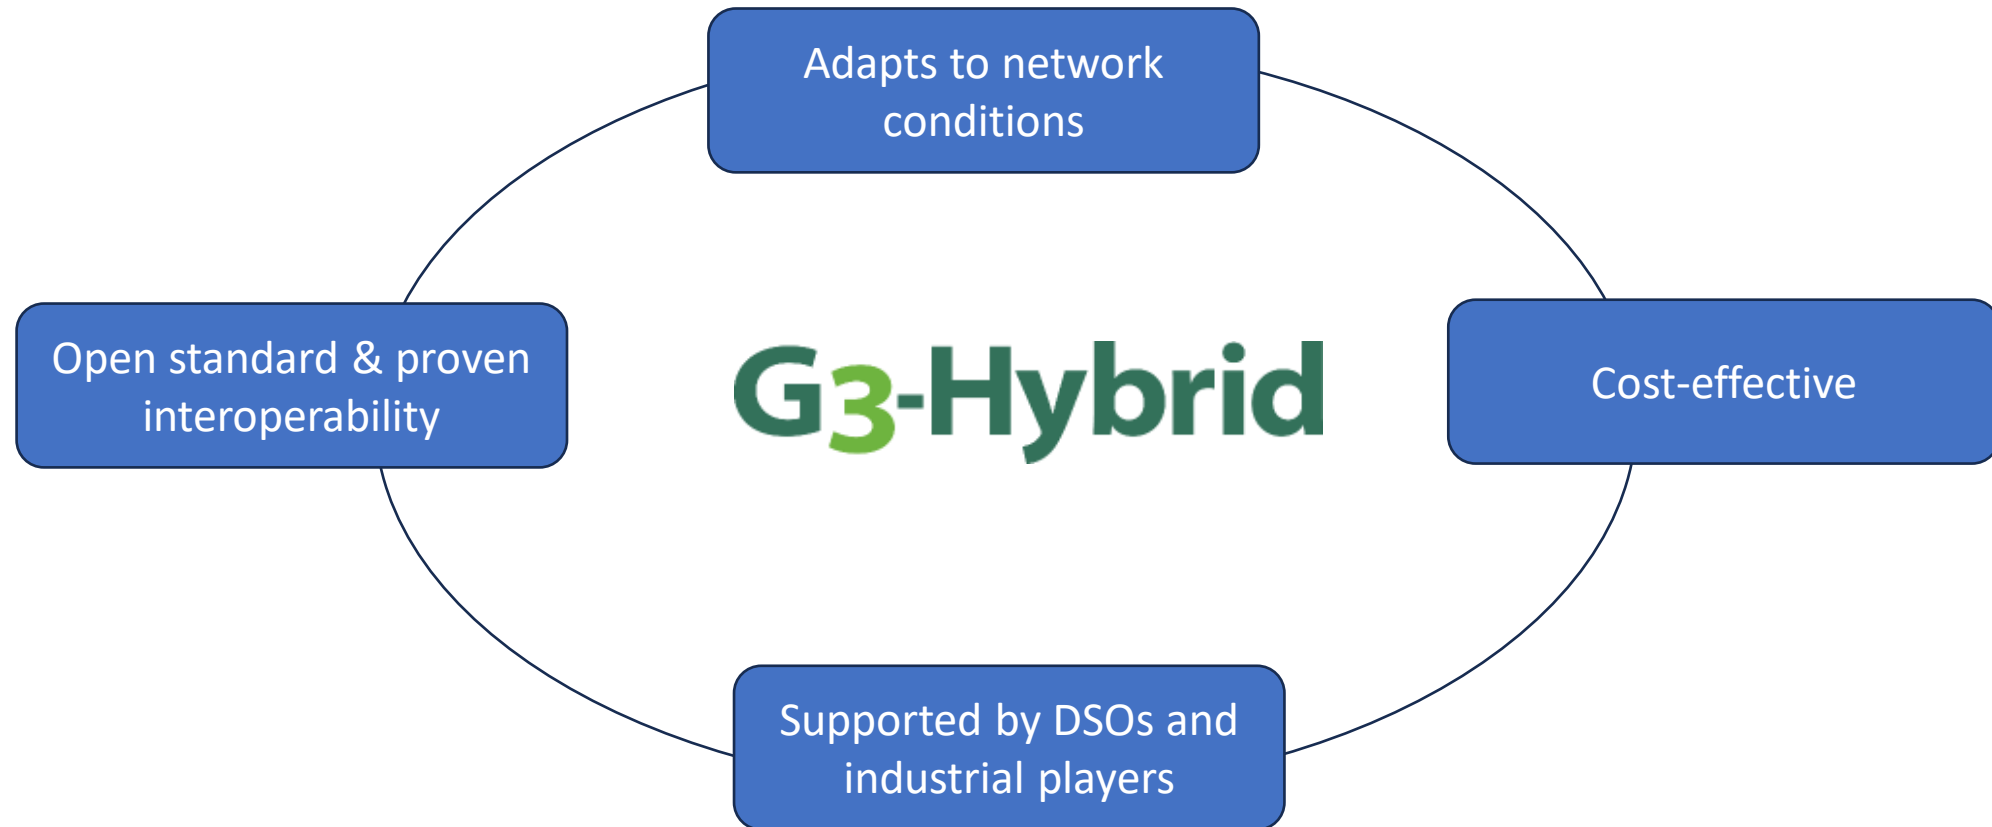 Adapts to network
conditions
Open standard & proven
interoperability
G3-Hybrid
Cost-effective
Supported by DSOs and
industrial players